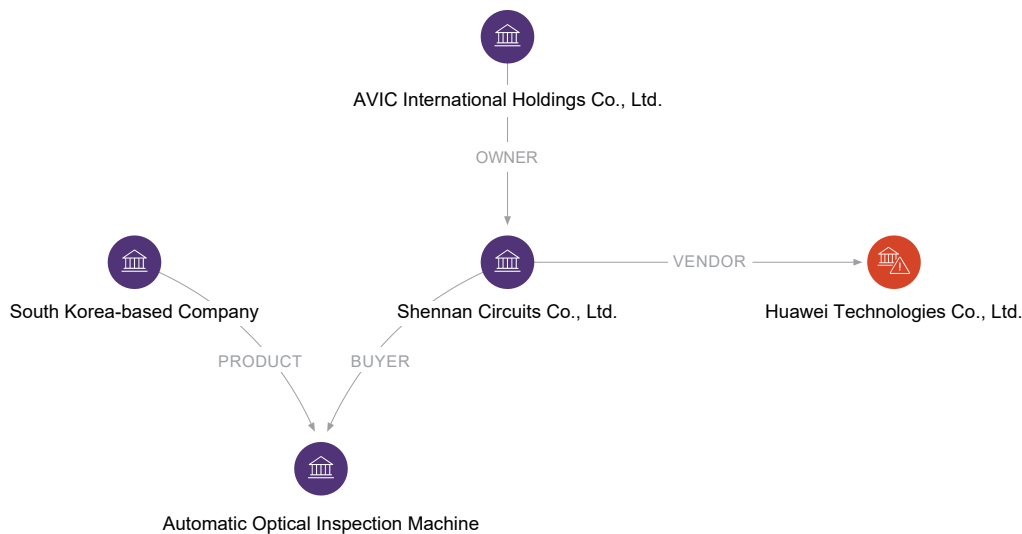 AVIC International Holdings Co., Ltd.
OWNER
VENDOR
South Korea-based Company
Shennan Circuits Co., Ltd.
Huawei Technologies Co., Ltd.
PRODUCT
BUYER
Automatic Optical Inspection Machine